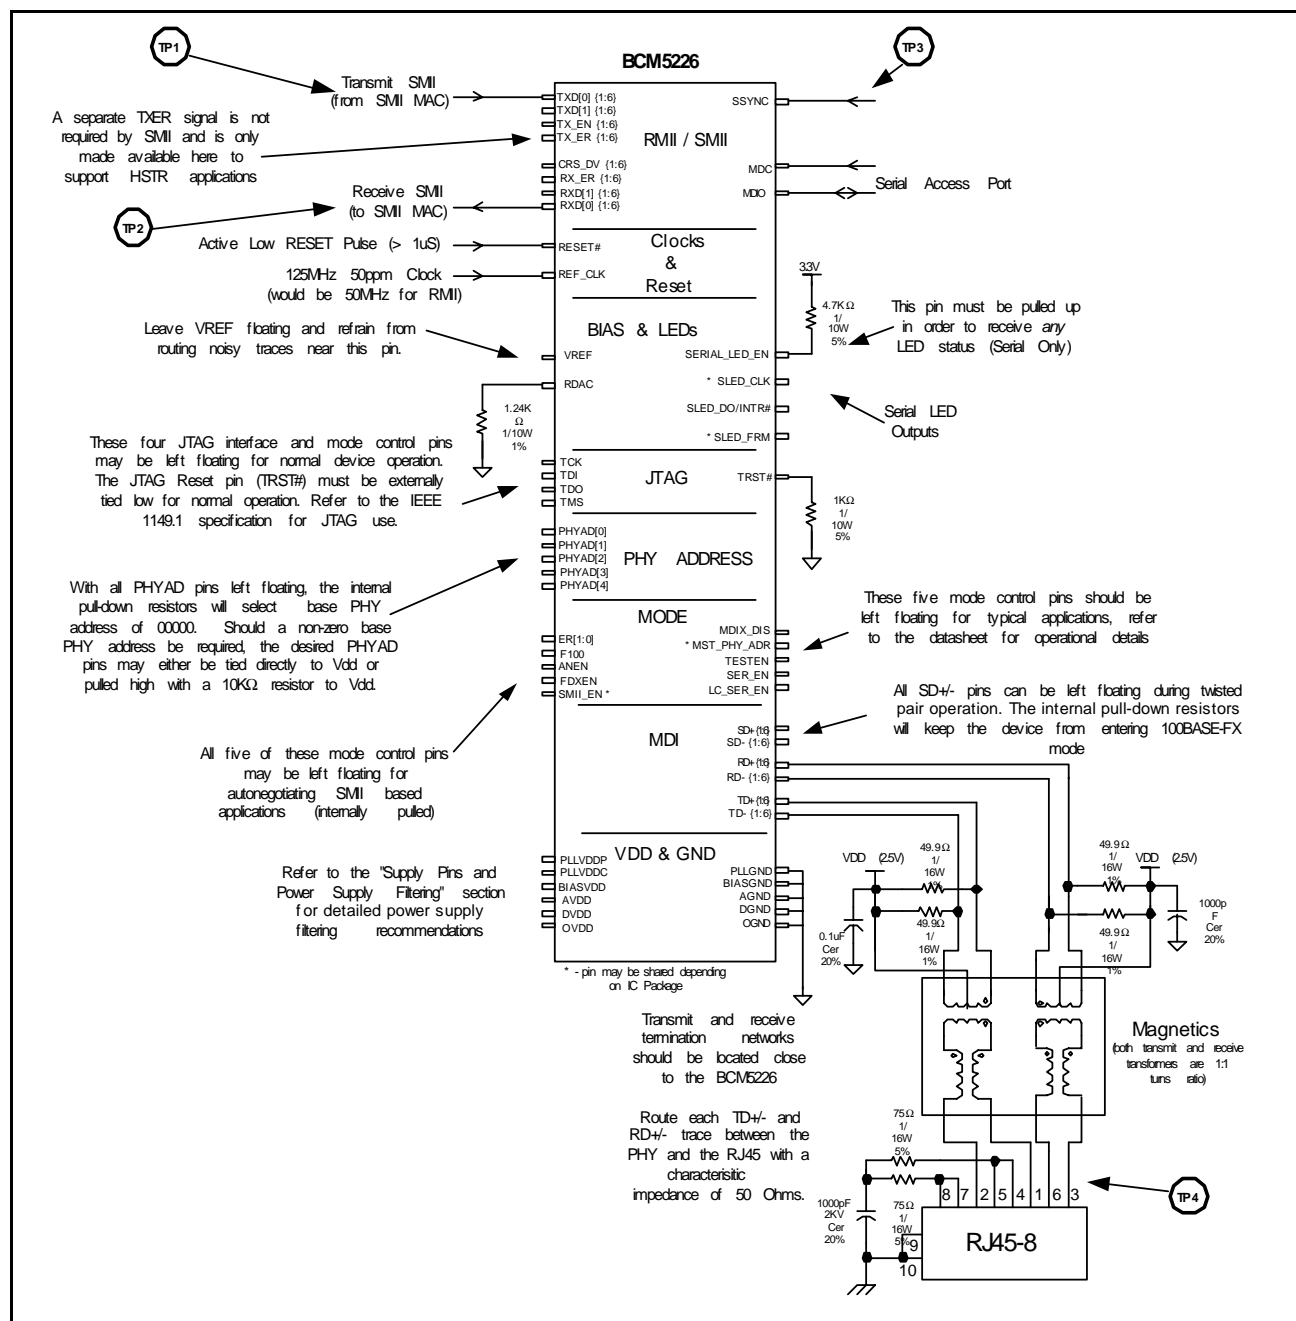 TP1
TP3
BCM5226
Transmit SMII
(from SMII MAC)
TXD[0] {1:6}
TXD[1] {1:6}
TX_EN {1:6}
TX_ER {1:6}
SSYNC
A separate TXER signal is not
required by SMII and is only
made available here to
support HSTR applications
RMII / SMII
CRS_DV {1:6}
RX_ER {1:6}
RXD[1] {1:6}
RXD[0] {1:6}
MDC
MDIO
Serial Access Port
Receive SMII
(to SMII MAC)
TP2
Active Low RESET Pulse (> 1uS)
RESET#
Clocks
&
Reset
125MHz 50ppm Clock
(would be 50MHz for RMII)
REF_CLK
3.3V
4.7KΩ
1/
10W
5%
This pin must be pulled up
in order to receive any
LED status (Serial Only)
BIAS & LEDs
Leave VREF floating and refrain from
routing noisy traces near this pin.
VREF
RDAC
SERIAL_LED_EN
* SLED_CLK
SLED_DO/INTR#
* SLED_FRM
Serial LED
Outputs
1.24K
Ω
1/10W
1%
These four JTAG interface and mode control pins
may be left floating for normal device operation.
The JTAG Reset pin (TRST#) must be externally
tied low for normal operation. Refer to the IEEE
1149.1 specification for JTAG use.
TCK
TDI
TDO
TMS
JTAG
TRST#
1KΩ
1/
10W
5%
PHYAD[0]
PHYAD[1]
PHYAD[2]
PHYAD[3]
PHYAD[4]
PHY ADDRESS
With all PHYAD pins left floating, the internal
pull-down resistors will select base PHY
address of 00000. Should a non-zero base
PHY address be required, the desired PHYAD
pins may either be tied directly to Vdd or
pulled high with a 10KΩ resistor to Vdd.
MODE
ER[1:0]
F100
ANEN
FDXEN
SMII_EN *
MDIX_DIS
* MST_PHY_ADR
TESTEN
SER_EN
LC_SER_EN
These five mode control pins should be
left floating for typical applications, refer
to the datasheet for operational details
All SD+/- pins can be left floating during twisted
pair operation. The internal pull-down resistors
will keep the device from entering 100BASE-FX
mode
MDI
SD+{1:6}
SD- {1:6}
RD+{1:6}
RD- {1:6}
TD+{1:6}
TD- {1:6}
All five of these mode control pins
may be left floating for
autonegotiating SMII based
applications (internally pulled)
VDD & GND
PLLVDDP
PLLVDDC
BIASVDD
AVDD
DVDD
OVDD
PLLGND
BIASGND
AGND
DGND
OGND
Refer to the "Supply Pins and
Power Supply Filtering" section
for detailed power supply
filtering recommendations
VDD (2.5V)
49.9Ω
1/
16W
1%
49.9Ω
1/
16W
1%
0.1uF
Cer
20%
49.9Ω
1/
16W
1%
VDD (2.5V)
49.9Ω
1/
16W
1%
1000p
F
Cer
20%
* - pin may be shared depending
on IC Package
Transmit and receive
termination networks
should be located close
to the BCM5226
Magnetics
(both transmit and receive
transfomers are 1:1
turns ratio)
Route each TD+/- and
RD+/- trace between the
PHY and the RJ45 with a
characterisitic
impedance of 50 Ohms.
75Ω
1/
16W
5%
1000pF
2KV
Cer
20%
75Ω
1/
16W
5%
8 7 2 5 4 1 6 3
TP4
9
10
RJ45-8